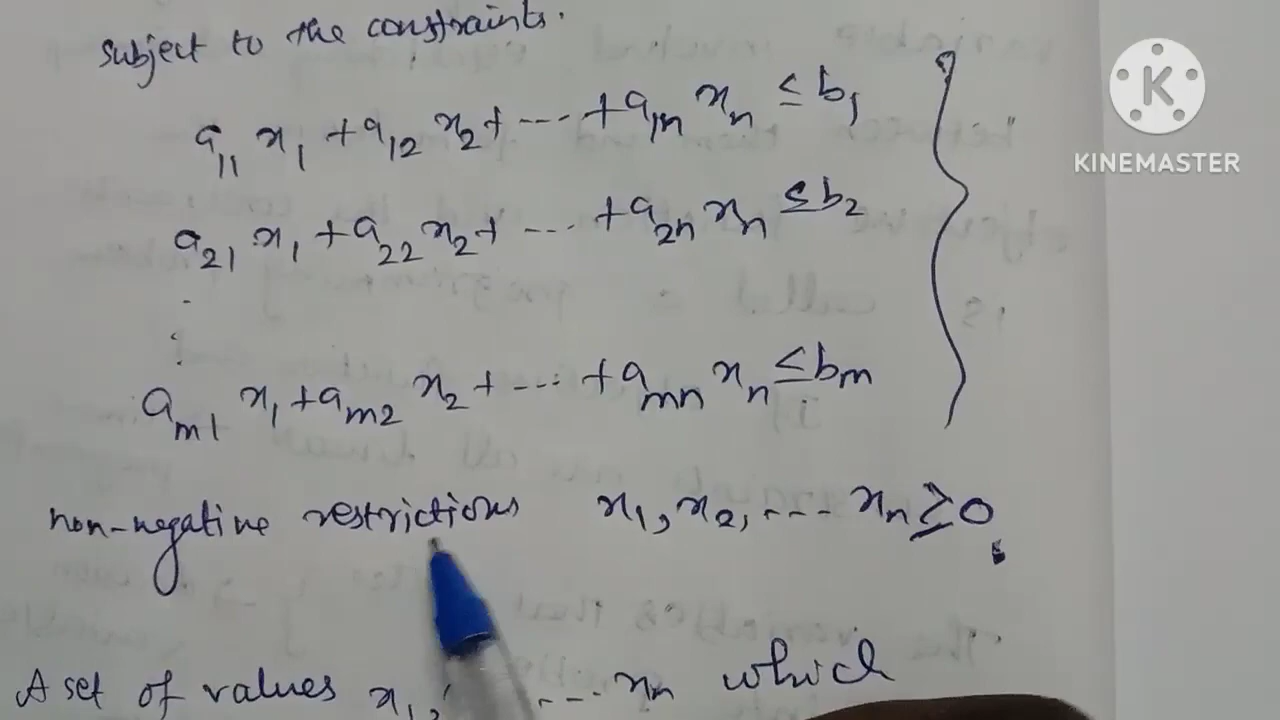 subject to the constraints.
a11 x1 + a12 x2 + --- + a1n xn ≤ b1
KINEMASTER
a21 x1 + a22 x2 + --- + a2n xn ≤ b2
am1 x1 + am2 x2 + --- + amn xn ≤ bm
non-negative restrictions x1, x2, --- xn ≥ 0
A set of values x1, --- xn which